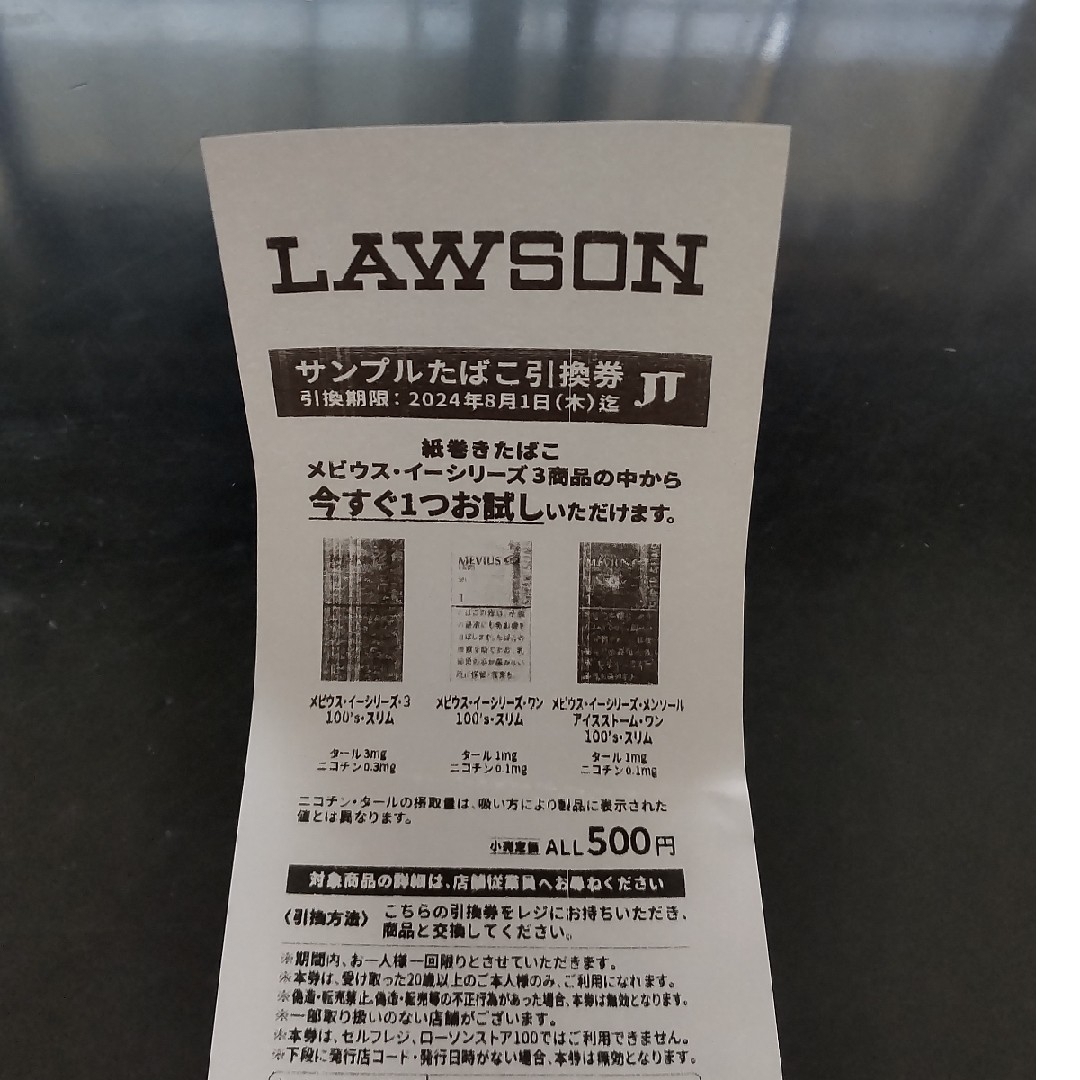 LAWSON
サンプルたばこ引換券
引換期限：2024年8月1日(木)迄
JT
紙巻きたばこ
メビウス・イーシリーズ3商品の中から
今すぐ1つお試しいただけます。
MEVIUS
1
MEVIUS
メビウス・イーシリーズ・3
100's・スリム
タール3mg
ニコチン0.3mg
メビウス・イーシリーズ・ワン
100's・スリム
タール1mg
ニコチン0.1mg
メビウス・イーシリーズ・メンソール
アイスストーム・ワン
100's・スリム
タール1mg
ニコチン0.1mg
ニコチン・タールの摂取量は、吸い方により製品に表示された
値とは異なります。
小売定価 ALL500円
対象商品の詳細は、店舗従業員へお尋ねください
〈引換方法〉
こちらの引換券をレジにお持ちいただき、
商品と交換してください。
※期間内、お一人様一回限りとさせていただきます。
※本券は、受け取った20歳以上のご本人様のみ、ご利用になれます。
※偽造・転売禁止。偽造・転売等の不正行為があった場合、本券は無効となります。
※一部取り扱いのない店舗がございます。
※本券は、セルフレジ、ローソンストア100ではご利用できません。
※下段に発行店コード・発行日時がない場合、本券は無効となります。